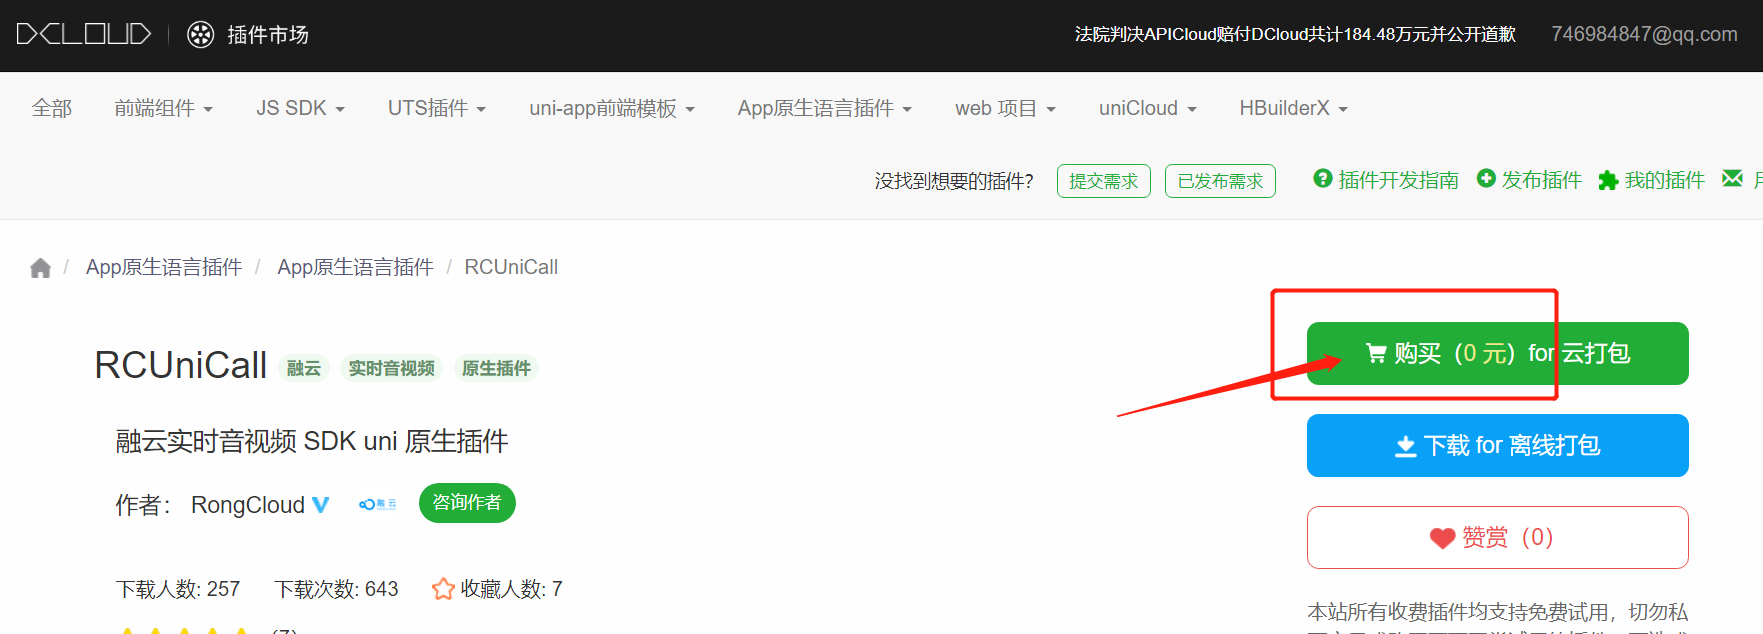 DCLOUD 插件市场 法院判决APICloud赔付DCloud共计184.48万元并公开道歉 746984847@qq.com
全部 前端组件 JS SDK UTS插件 uni-app前端模板 App原生语言插件 web 项目 uniCloud HBuilderX
没找到想要的插件? 提交需求 已发布需求 插件开发指南 发布插件 我的插件
/ App原生语言插件 / App原生语言插件 / RCUniCall
RCUniCall 融云 实时音视频 原生插件
购买（0 元）for 云打包
融云实时音视频 SDK uni 原生插件
下载 for 离线打包
作者： RongCloud 融云 咨询作者
赞赏（0）
下载人数: 257 下载次数: 643 收藏人数: 7
本站所有收费插件均支持免费试用，切勿私